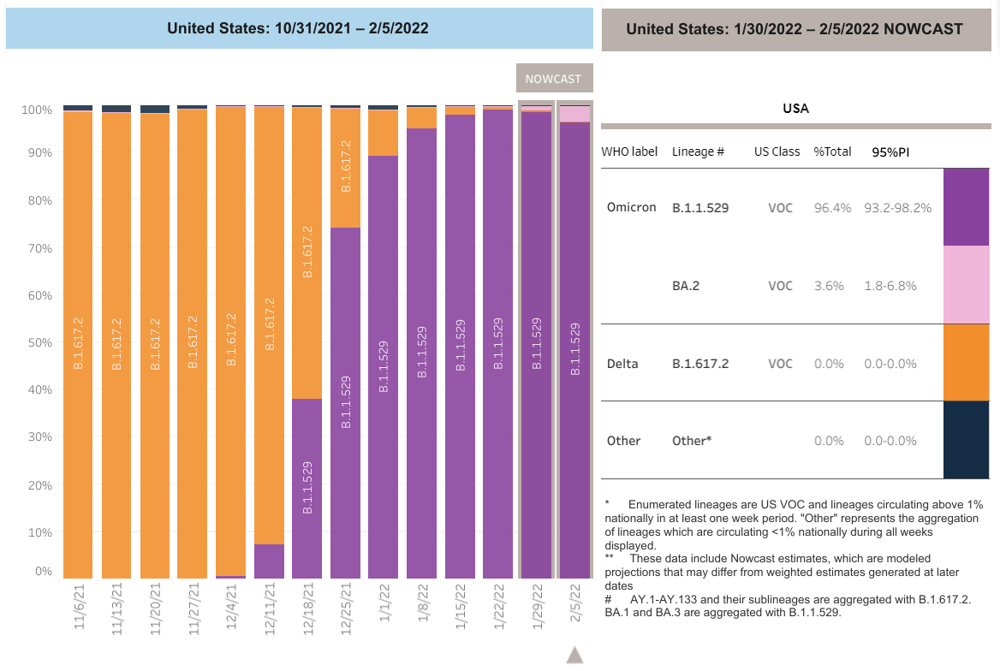 United States: 10/31/2021 – 2/5/2022
United States: 1/30/2022 – 2/5/2022 NOWCAST
NOWCAST
100%
90%
80%
70%
60%
50%
40%
30%
20%
10%
0%
B.1.617.2
B.1.617.2
B.1.617.2
B.1.617.2
B.1.617.2
B.1.617.2
B.1.617.2
B.1.1.529
B.1.617.2
B.1.1.529
B.1.1.529
B.1.1.529
B.1.1.529
B.1.1.529
B.1.1.529
B.1.1.529
11/6/21
11/13/21
11/20/21
11/27/21
12/4/21
12/11/21
12/18/21
12/25/21
1/1/22
1/8/22
1/15/22
1/22/22
1/29/22
2/5/22
USA
WHO label Lineage # US Class %Total 95%PI
Omicron B.1.1.529 VOC 96.4% 93.2-98.2%
BA.2 VOC 3.6% 1.8-6.8%
Delta B.1.617.2 VOC 0.0% 0.0-0.0%
Other Other* 0.0% 0.0-0.0%
* Enumerated lineages are US VOC and lineages circulating above 1%
nationally in at least one week period. "Other" represents the aggregation
of lineages which are circulating <1% nationally during all weeks
displayed.
** These data include Nowcast estimates, which are modeled
projections that may differ from weighted estimates generated at later
dates
# AY.1-AY.133 and their sublineages are aggregated with B.1.617.2.
BA.1 and BA.3 are aggregated with B.1.1.529.